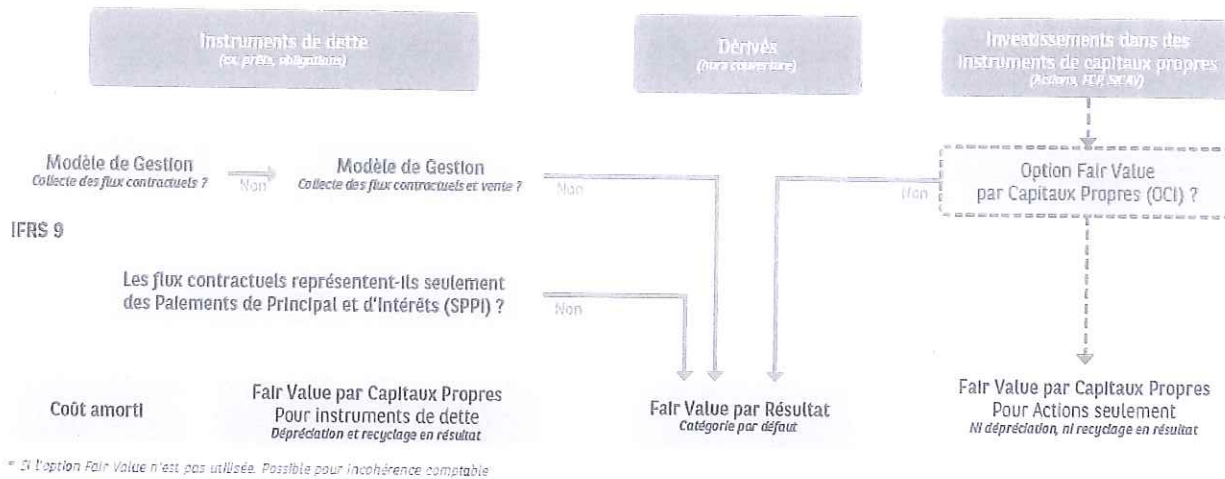 Instruments de dette
(ex. prêts, obligations)
Dérivés
(hors couverture)
Investissements dans des
instruments de capitaux propres
(Actions, FCP, SICAV)
Modèle de Gestion
Collecte des flux contractuels ?
Non
Modèle de Gestion
Collecte des flux contractuels et vente ?
Non
Non
Option Fair Value
par Capitaux Propres (OCI) ?
IFRS 9
Les flux contractuels représentent-ils seulement
des Paiements de Principal et d'Intérêts (SPPI) ?
Non
Coût amorti
Fair Value par Capitaux Propres
Pour instruments de dette
Dépréciation et recyclage en résultat
Fair Value par Résultat
Catégorie par défaut
Fair Value par Capitaux Propres
Pour Actions seulement
Ni dépréciation, ni recyclage en résultat
* Si l'option Fair Value n'est pas utilisée. Possible pour incohérence comptable